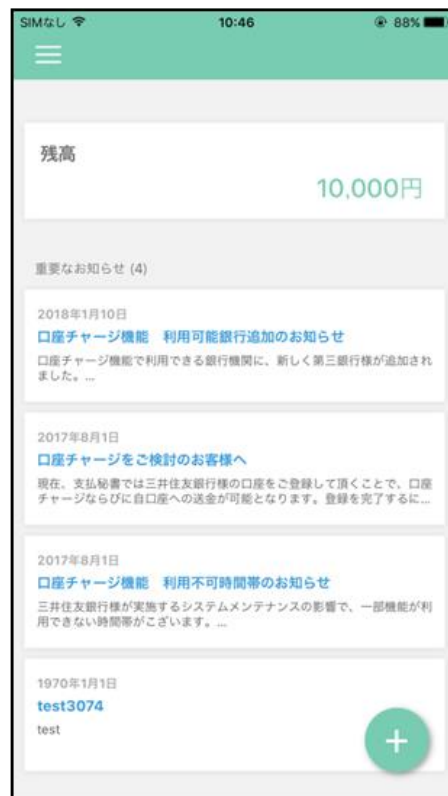 SIMなし 10:46 88%
残高
10,000円
重要なお知らせ (4)
2018年1月10日
口座チャージ機能　利用可能銀行追加のお知らせ
口座チャージ機能で利用できる銀行機関に、新しく第三銀行様が追加され
ました。...
2017年8月1日
口座チャージをご検討のお客様へ
現在、支払秘書では三井住友銀行様の口座をご登録して頂くことで、口座
チャージならびに自口座への送金が可能となります。登録を完了するに...
2017年8月1日
口座チャージ機能　利用不可時間帯のお知らせ
三井住友銀行様が実施するシステムメンテナンスの影響で、一部機能が利
用できない時間帯がこざいます。...
1970年1月1日
test3074
test
+